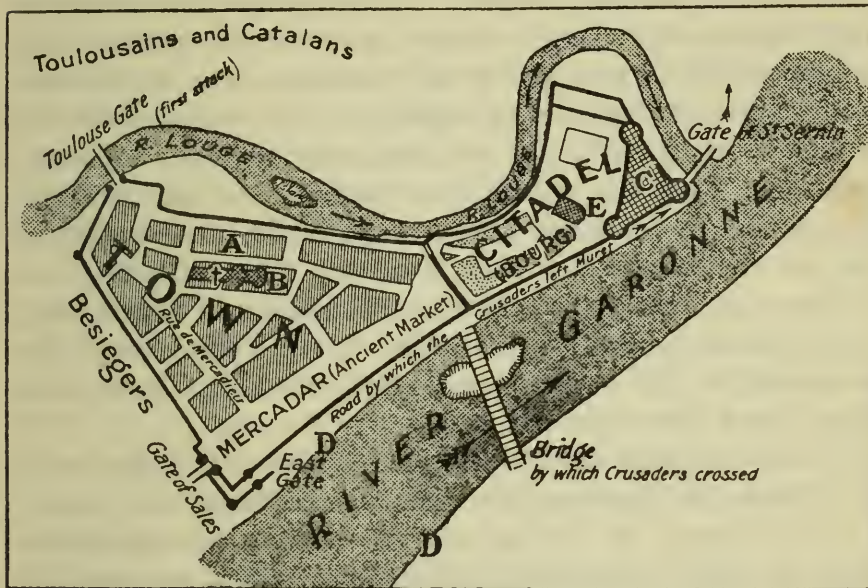 Toulousains and Catalans
Toulouse Gate
(first attack)
R. LOUGE
R. LOUGE
Gate of St Sernin
C
CITADEL
(BOURG)
E
A
B
TOWN
Rue de Mercadieu
Besiegers
MERCADAR (Ancient Market)
Road by which the Crusaders left Muret
RIVER GARONNE
D
East
Gate
Gate of Sales
Bridge
by which Crusaders crossed
D